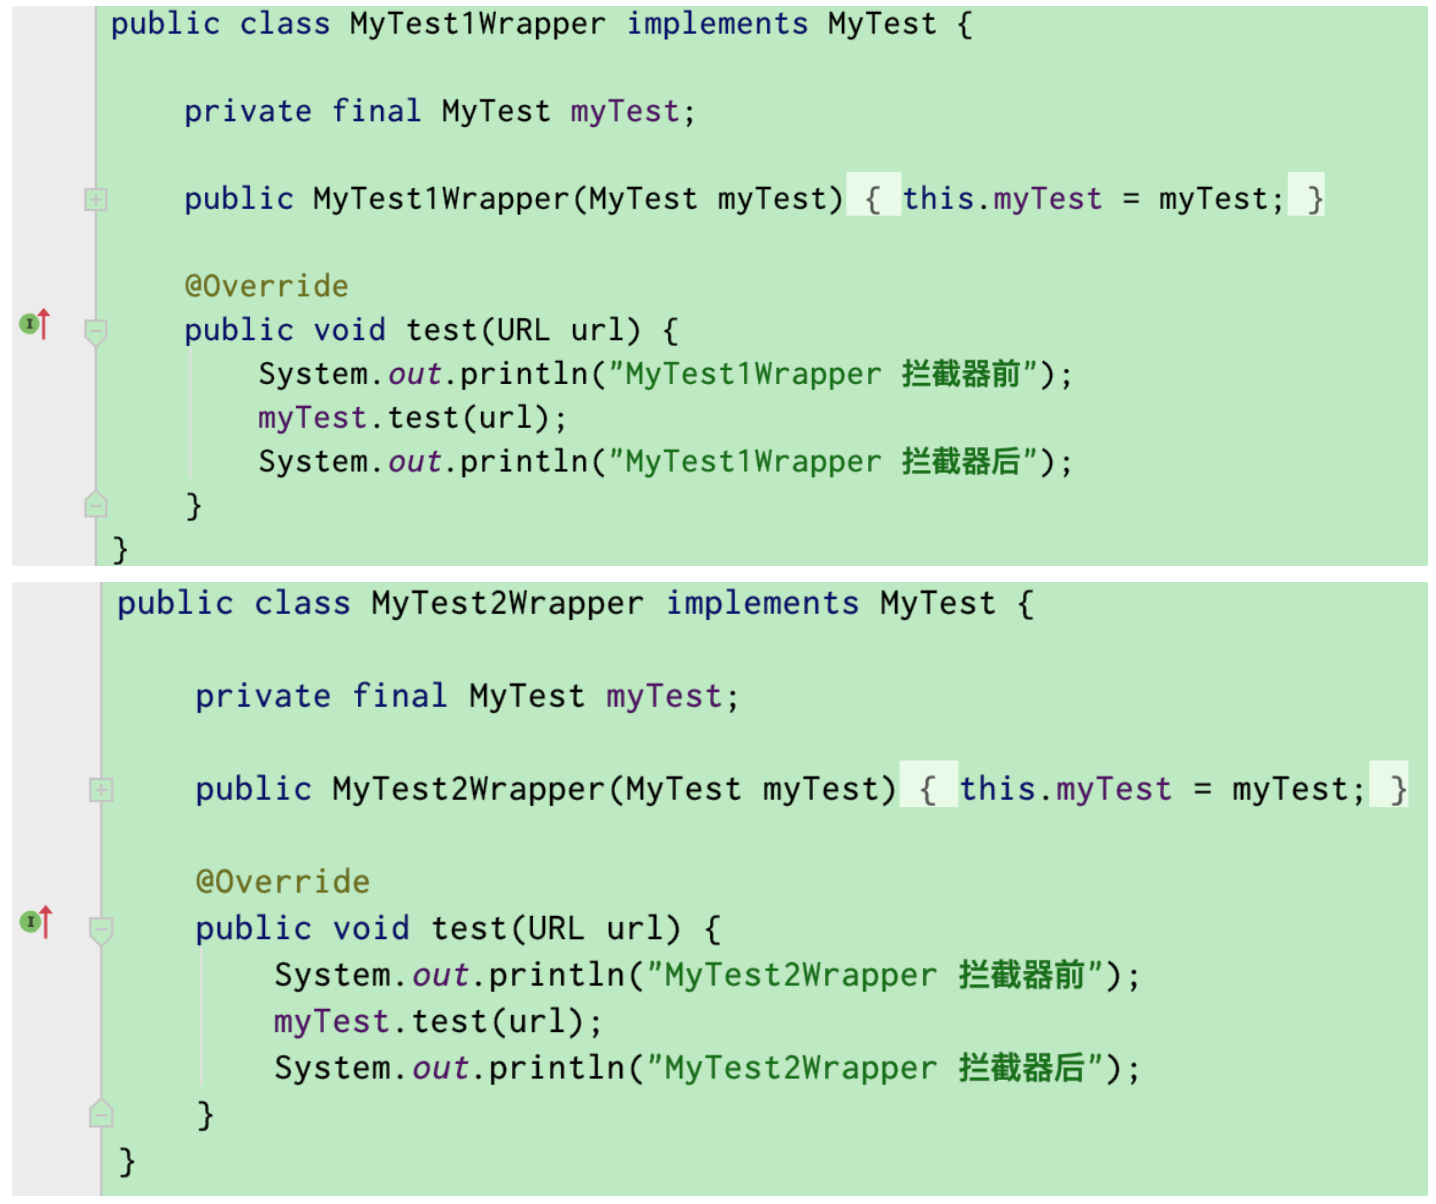 public class MyTest1Wrapper implements MyTest {
private final MyTest myTest;
public MyTest1Wrapper(MyTest myTest) { this.myTest = myTest; }
@Override
public void test(URL url) {
System.out.println("MyTest1Wrapper 拦截器前");
myTest.test(url);
System.out.println("MyTest1Wrapper 拦截器后");
}
}
public class MyTest2Wrapper implements MyTest {
private final MyTest myTest;
public MyTest2Wrapper(MyTest myTest) { this.myTest = myTest; }
@Override
public void test(URL url) {
System.out.println("MyTest2Wrapper 拦截器前");
myTest.test(url);
System.out.println("MyTest2Wrapper 拦截器后");
}
}